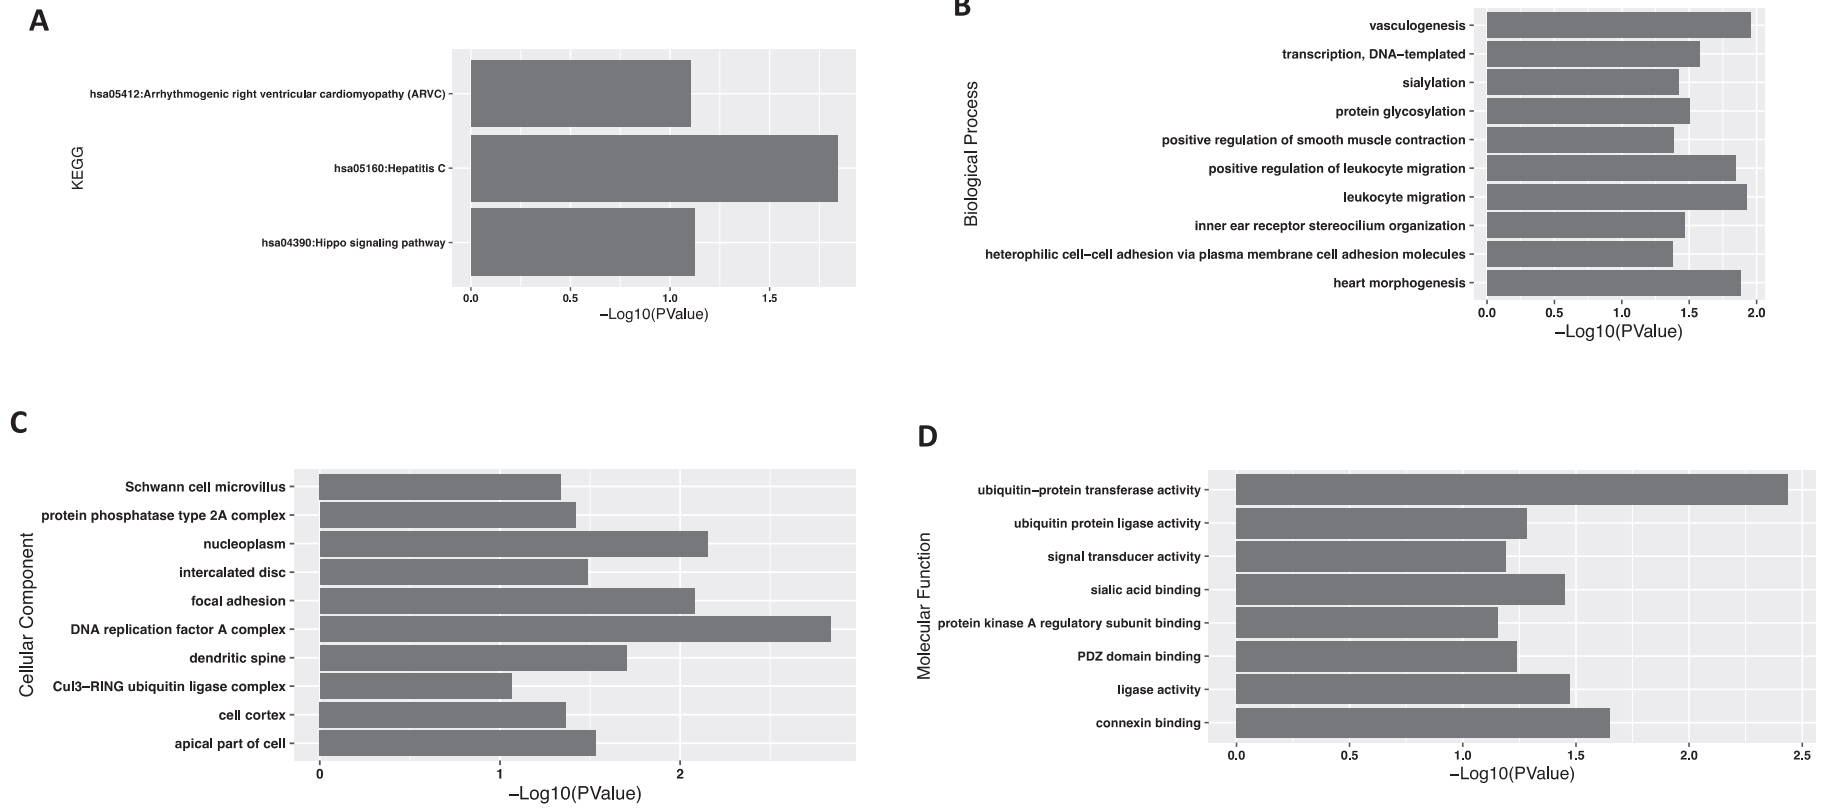 A
KEGG
hsa05412:Arrhythmogenic right ventricular cardiomyopathy (ARVC)
hsa05160:Hepatitis C
hsa04390:Hippo signaling pathway
0.0 0.5 1.0 1.5
−Log10(PValue)
B
Biological Process
vasculogenesis
transcription, DNA−templated
sialylation
protein glycosylation
positive regulation of smooth muscle contraction
positive regulation of leukocyte migration
leukocyte migration
inner ear receptor stereocilium organization
heterophilic cell−cell adhesion via plasma membrane cell adhesion molecules
heart morphogenesis
0.0 0.5 1.0 1.5 2.0
−Log10(PValue)
C
Cellular Component
Schwann cell microvillus
protein phosphatase type 2A complex
nucleoplasm
intercalated disc
focal adhesion
DNA replication factor A complex
dendritic spine
Cul3−RING ubiquitin ligase complex
cell cortex
apical part of cell
0 1 2
−Log10(PValue)
D
Molecular Function
ubiquitin−protein transferase activity
ubiquitin protein ligase activity
signal transducer activity
sialic acid binding
protein kinase A regulatory subunit binding
PDZ domain binding
ligase activity
connexin binding
0.0 0.5 1.0 1.5 2.0 2.5
−Log10(PValue)